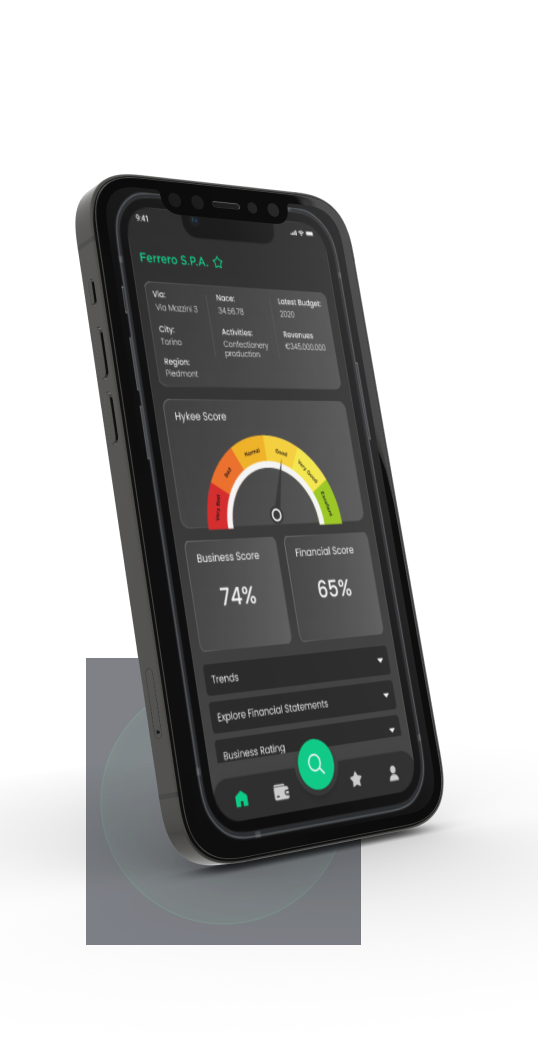 9:41
Ferrero S.P.A.
Via: Nace: Latest Budget:
Via Mazzini 3 34.56.78 2020
City: Activities: Revenues
Torino Confectionery production €345.000.000
Region:
Piedmont
Hykee Score
Very Bad Bad Normal Good Very Good Excellent
Business Score Financial Score
74% 65%
Trends
Explore Financial Statements
Business Rating